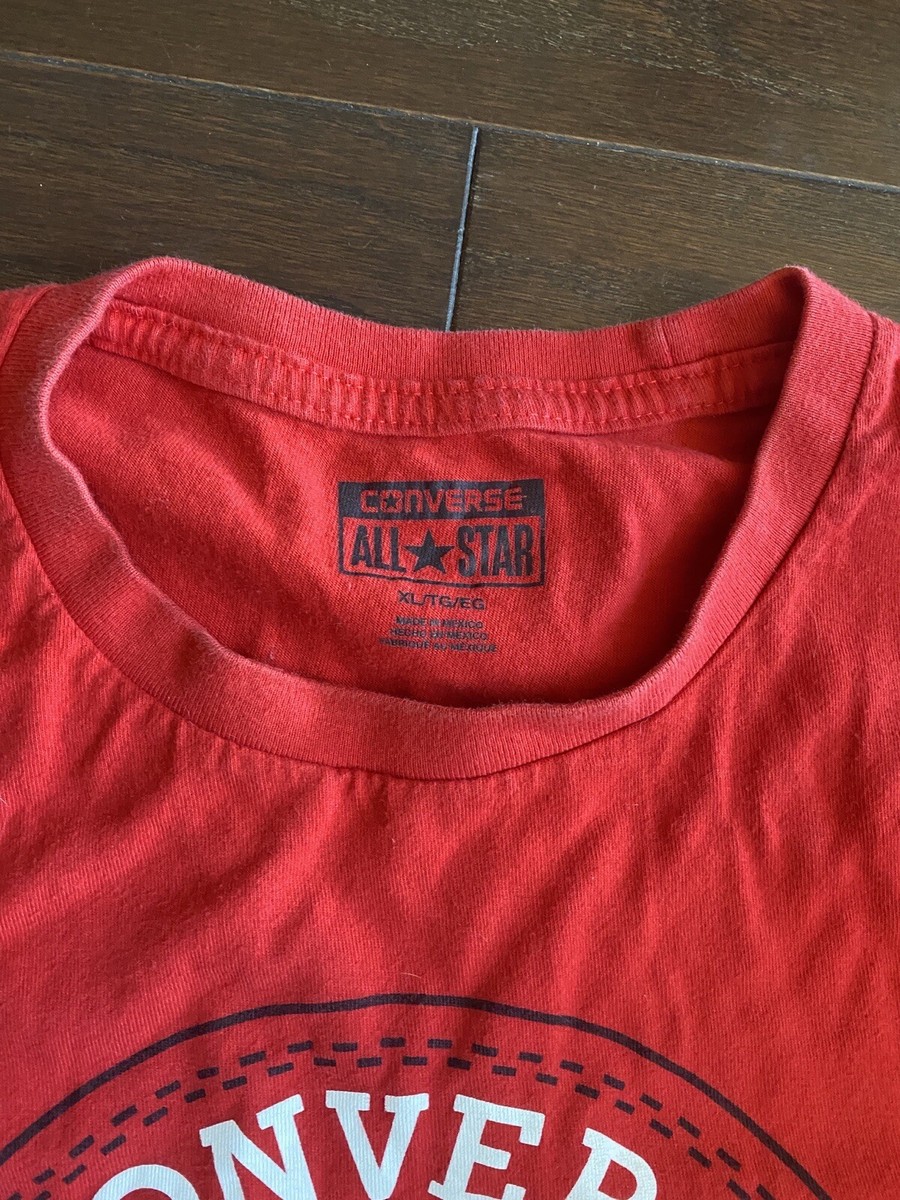 CONVERSE
ALL★STAR
XL/TG/EG
MADE IN MEXICO
HECHO EN MEXICO
FABRIQUÉ AU MEXIQUE
ONVER